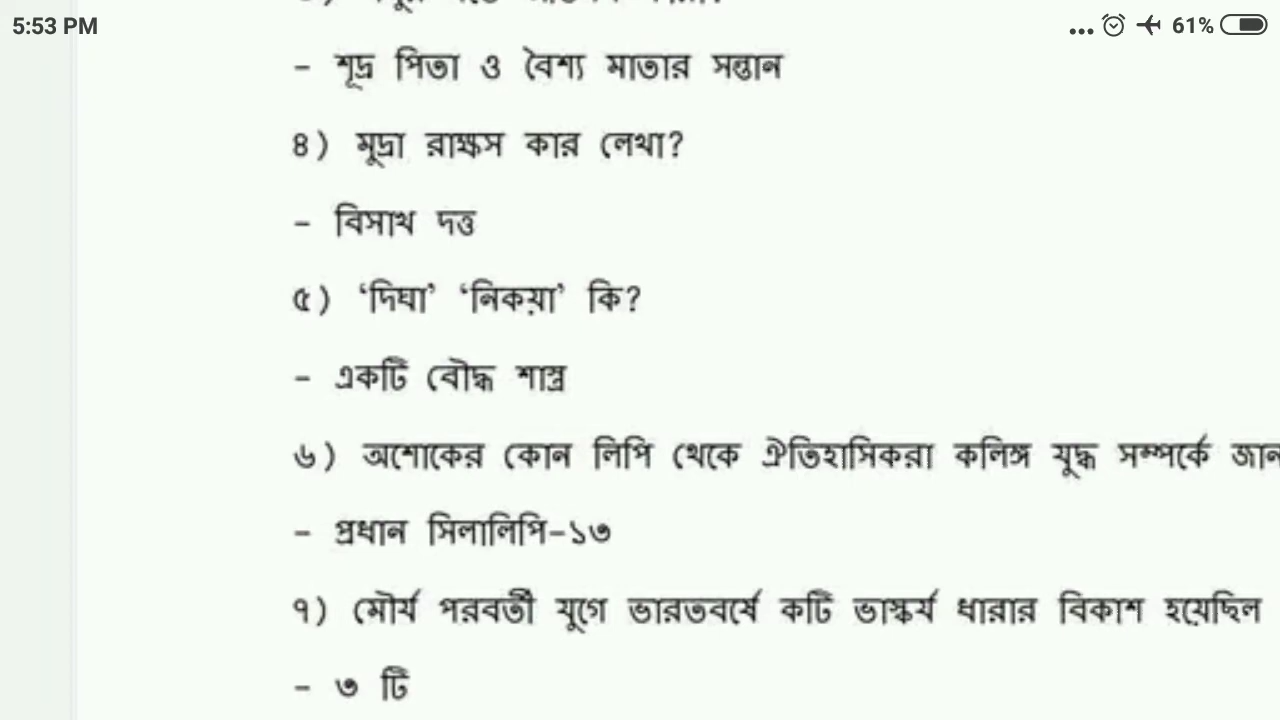 5:53 PM
... 61%
- শূদ্র পিতা ও বৈশ্য মাতার সন্তান
৪) মুদ্রা রাক্ষস কার লেখা?
- বিসাখ দত্ত
৫) ‘দিঘা’ ‘নিকয়া’ কি?
- একটি বৌদ্ধ শাস্ত্র
৬) অশোকের কোন লিপি থেকে ঐতিহাসিকরা কলিঙ্গ যুদ্ধ সম্পর্কে
- প্রধান সিলালিপি-১৩
৭) মৌর্য পরবর্তী যুগে ভারতবর্ষে কটি ভাস্কর্য ধারার বিকাশ হয়েছিল
- ৩ টি